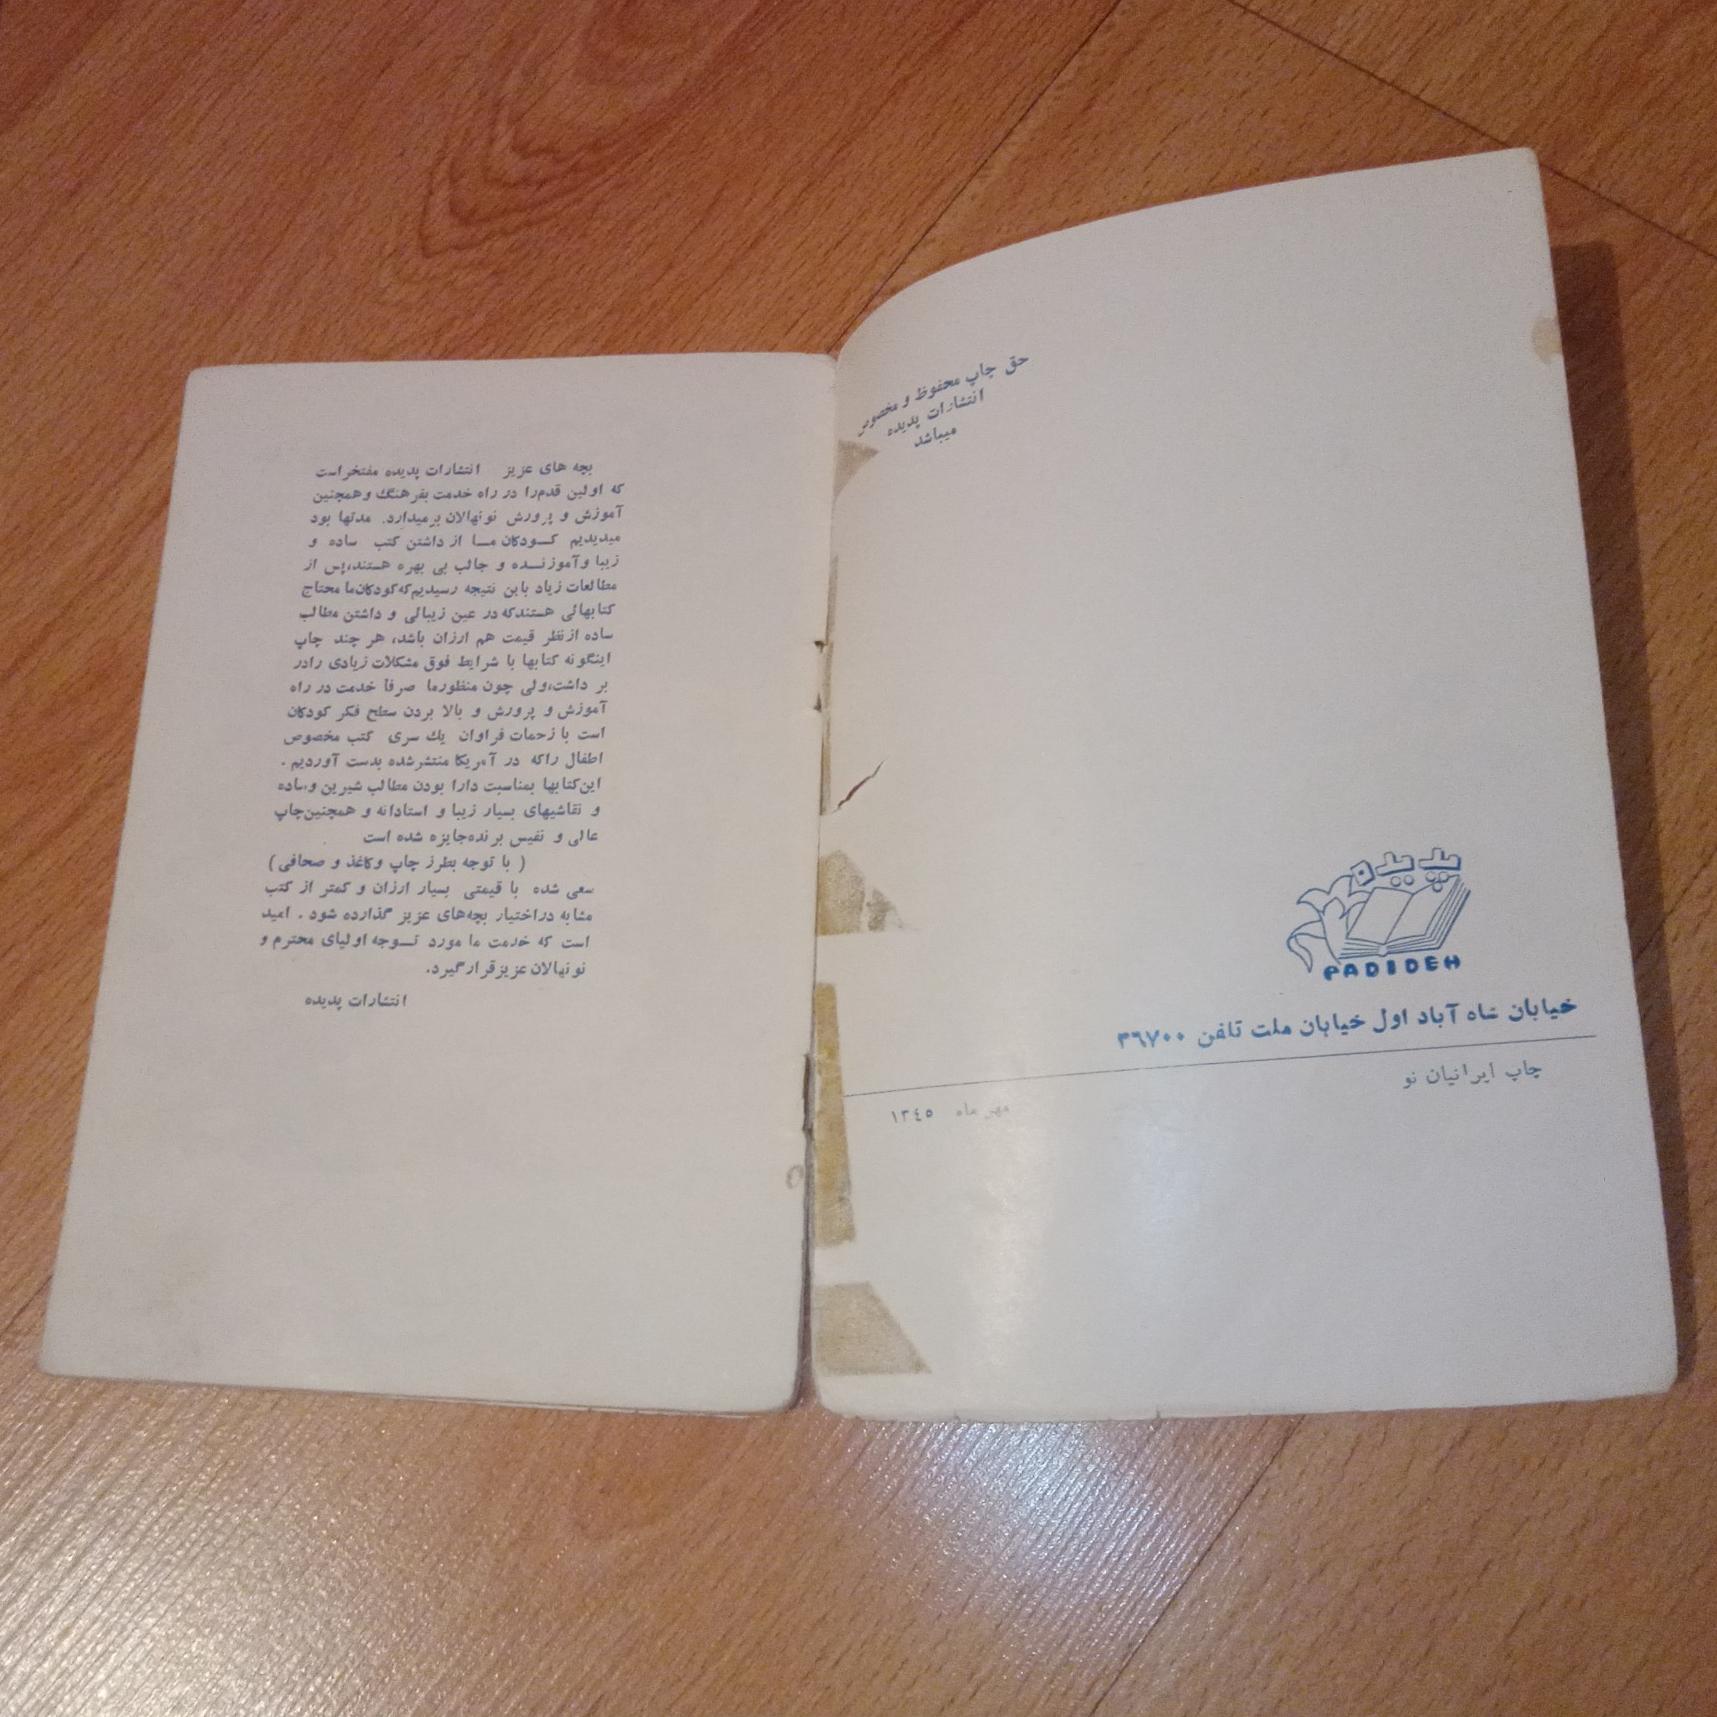 حق چاپ محفوظ و مخصوص
انتشارات پدیده
میباشد
پدیده
PADIDEH
خیابان شاه آباد اول خیابان ملت تلفن ۳۶۷۰۰
چاپ ایرانیان نو
مهر ماه ۱۳٤٥
بچه های عزیز انتشارات پدیده مفتخراست
که اولین قدمرا در راه خدمت بفرهنگ وهمچنین
آموزش و پرورش نونهالان برمیدارد. مدتها بود
میدیدیم کودکان ما از داشتن کتب ساده و
زیبا وآموزنده و جالب بی بهره هستند،پس از
مطالعات زیاد باین نتیجه رسیدیم‌که‌کودکان‌ما محتاج
کتابهائی هستندکه در عین زیبائی و داشتن مطالب
ساده ازنظر قیمت هم ارزان باشد، هر چند چاپ
اینگونه کتابها با شرایط فوق مشکلات زیادی رادر
بر داشت،ولی چون منظورما صرفاً خدمت در راه
آموزش و پرورش و بالا بردن سطح فکر کودکان
است با زحمات فراوان یك سری کتب مخصوص
اطفال راکه در آمریکا منتشرشده بدست آوردیم .
این‌کتابها بمناسبت دارا بودن مطالب شیرین و،ساده
و نقاشیهای بسیار زیبا و استادانه و همچنین‌چاپ
عالی و نفیس برنده‌جایزه شده است
( با توجه بطرز چاپ وکاغذ و صحافی )
سعی شده با قیمتی بسیار ارزان و کمتر از کتب
مشابه دراختیار بچه‌های عزیز گذارده شود . امید
است که خدمت ما مورد توجه اولیای محترم و
نونهالان عزیزقرارگیرد.
انتشارات پدیده